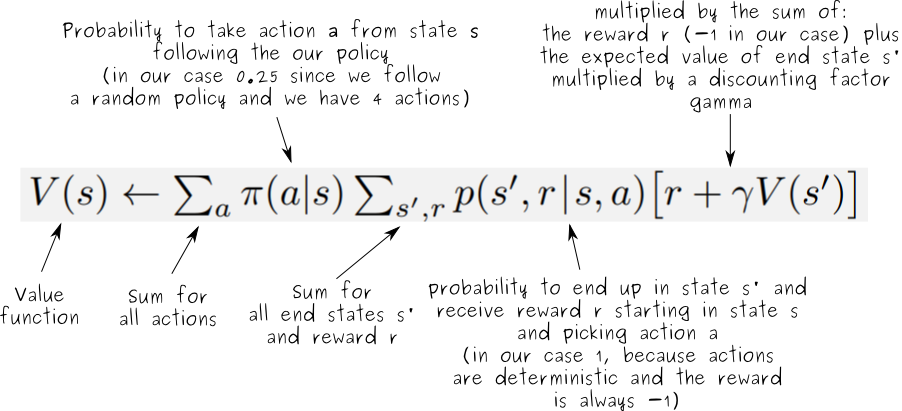 Probability to take action a from state s
following the our policy
(in our case 0.25 since we follow
a random policy and we have 4 actions)
multiplied by the sum of:
the reward r (-1 in our case) plus
the expected value of end state s'
multiplied by a discounting factor
gamma
V(s) ← ∑ₐ π(a|s) ∑ₛ′,ᵣ p(s′, r|s, a)[r + γV(s′)]
Value
function
Sum for
all actions
Sum for
all end states s'
and reward r
probability to end up in state s' and
receive reward r starting in state s
and picking action a
(in our case 1, because actions
are deterministic and the reward
is always -1)